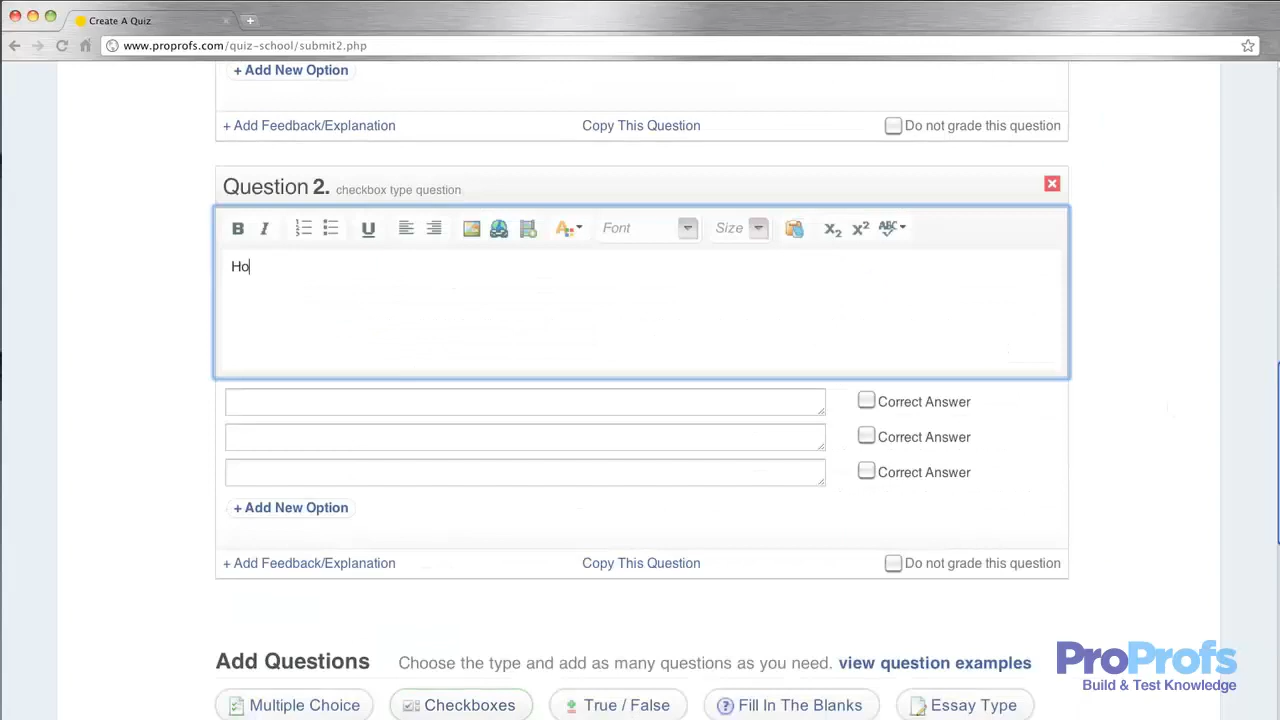 Create A Quiz
www.proprofs.com/quiz-school/submit2.php
+ Add New Option
+ Add Feedback/Explanation Copy This Question Do not grade this question
Question 2. checkbox type question
B I U Font Size X₂ X² ABC
Ho
Correct Answer
Correct Answer
Correct Answer
+ Add New Option
+ Add Feedback/Explanation Copy This Question Do not grade this question
Add Questions Choose the type and add as many questions as you need. view question examples
ProProfs
Build & Test Knowledge
Multiple Choice Checkboxes True / False Fill In The Blanks Essay Type